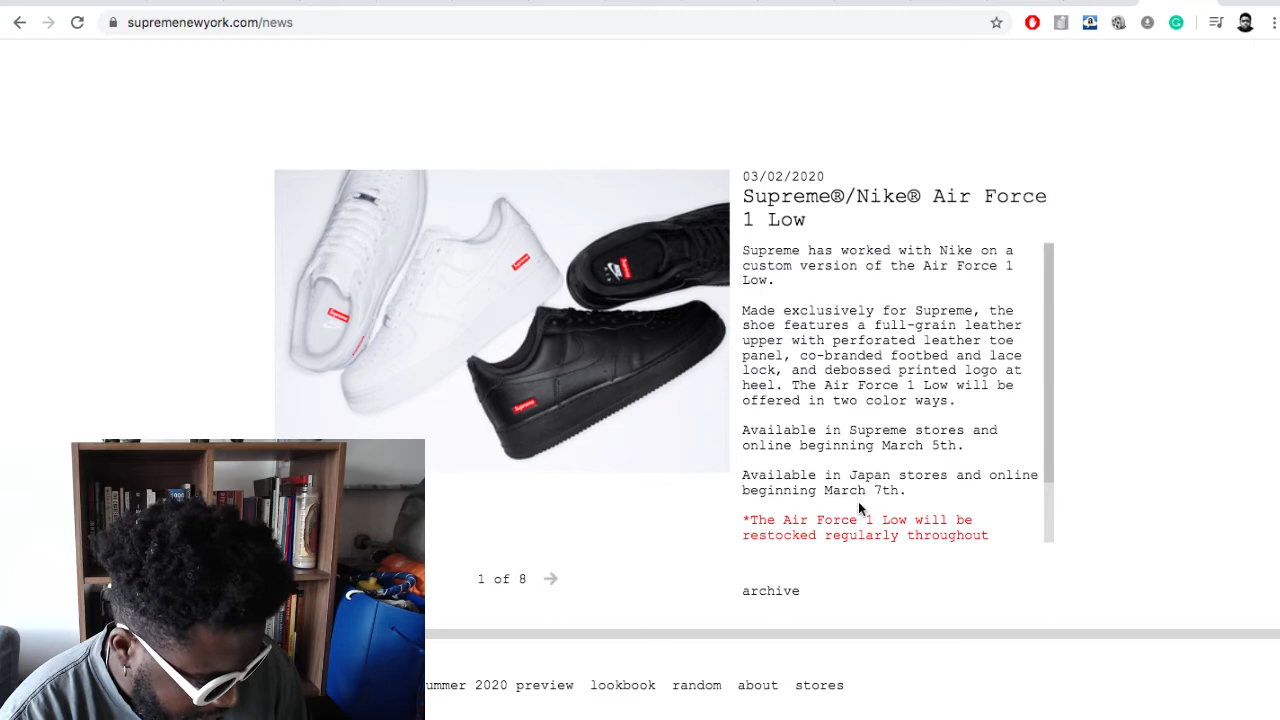 supremenewyork.com/news
03/02/2020
Supreme®/Nike® Air Force
1 Low
Supreme has worked with Nike on a
custom version of the Air Force 1
Low.
Made exclusively for Supreme, the
shoe features a full-grain leather
upper with perforated leather toe
panel, co-branded footbed and lace
lock, and debossed printed logo at
heel. The Air Force 1 Low will be
offered in two color ways.
Available in Supreme stores and
online beginning March 5th.
Available in Japan stores and online
beginning March 7th.
*The Air Force 1 Low will be
restocked regularly throughout
Supreme
Supreme
Supreme
Supreme
1 of 8
archive
ummer 2020 preview lookbook random about stores